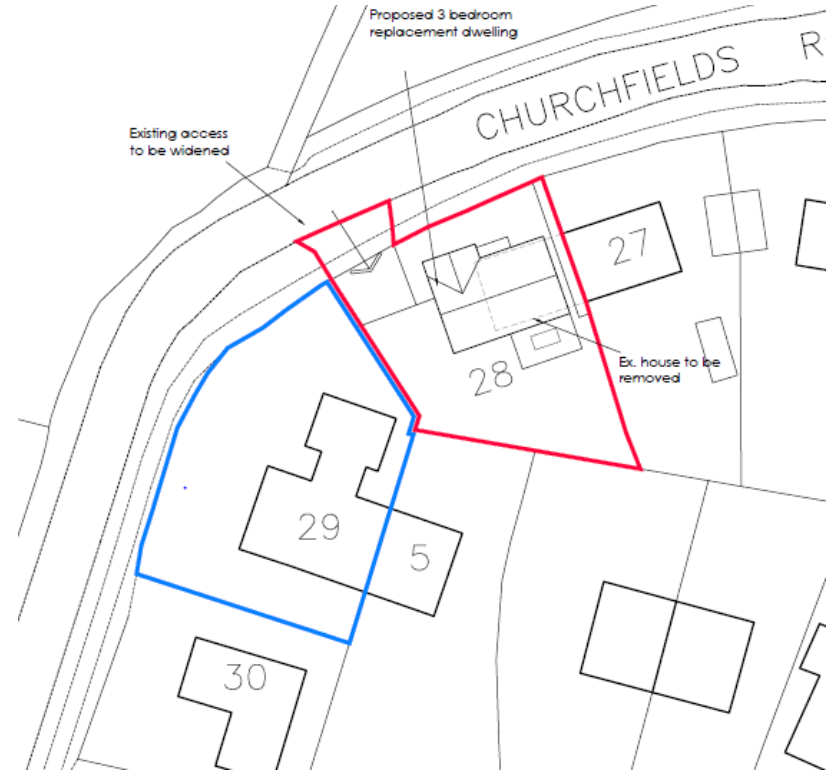 Proposed 3 bedroom
replacement dwelling
CHURCHFIELDS R
Existing access
to be widened
27
Ex. house to be
removed
28
29
5
30